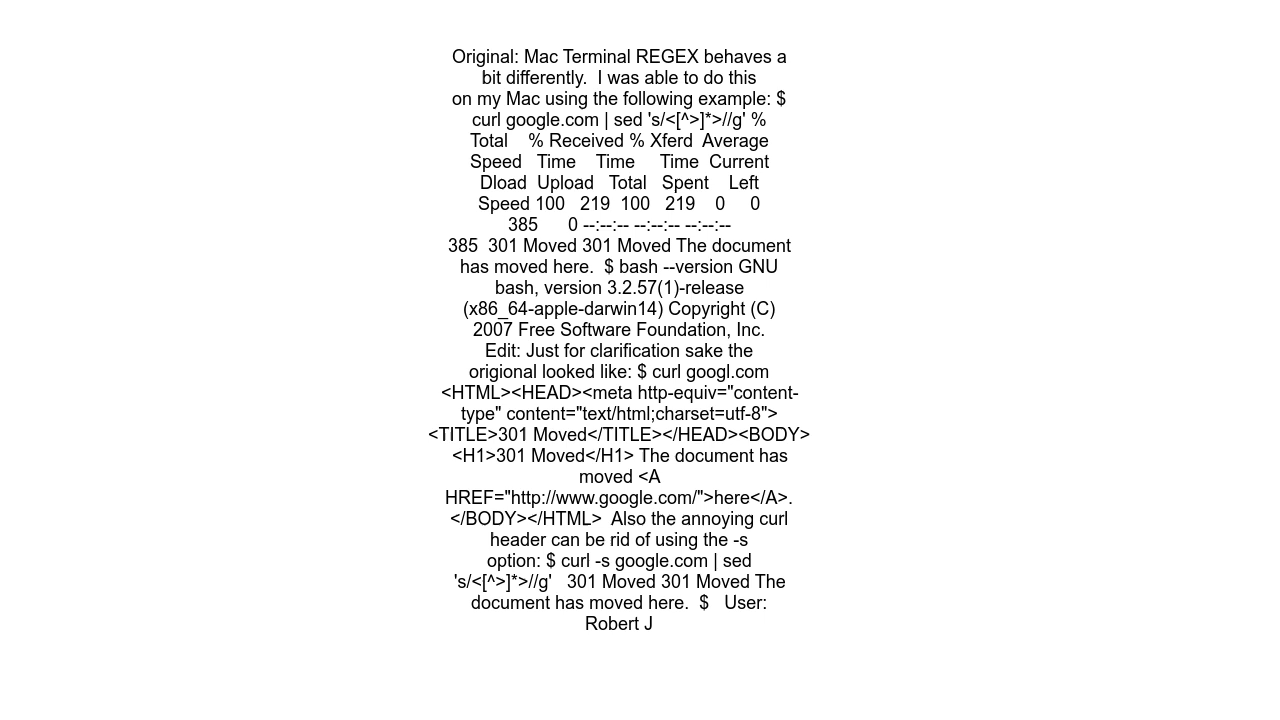 Original: Mac Terminal REGEX behaves a
bit differently.  I was able to do this
on my Mac using the following example: $
curl google.com | sed 's/<[^>]*>//g' %
Total    % Received % Xferd  Average
Speed   Time    Time     Time  Current
Dload  Upload   Total   Spent    Left
Speed 100   219  100   219    0     0
385      0 --:--:-- --:--:-- --:--:--
385  301 Moved 301 Moved The document
has moved here.  $ bash --version GNU
bash, version 3.2.57(1)-release
(x86_64-apple-darwin14) Copyright (C)
2007 Free Software Foundation, Inc.
Edit: Just for clarification sake the
origional looked like: $ curl googl.com
<HTML><HEAD><meta http-equiv="content-
type" content="text/html;charset=utf-8">
<TITLE>301 Moved</TITLE></HEAD><BODY>
<H1>301 Moved</H1> The document has
moved <A
HREF="http://www.google.com/">here</A>.
</BODY></HTML>  Also the annoying curl
header can be rid of using the -s
option: $ curl -s google.com | sed
's/<[^>]*>//g'   301 Moved 301 Moved The
document has moved here.  $   User:
Robert J